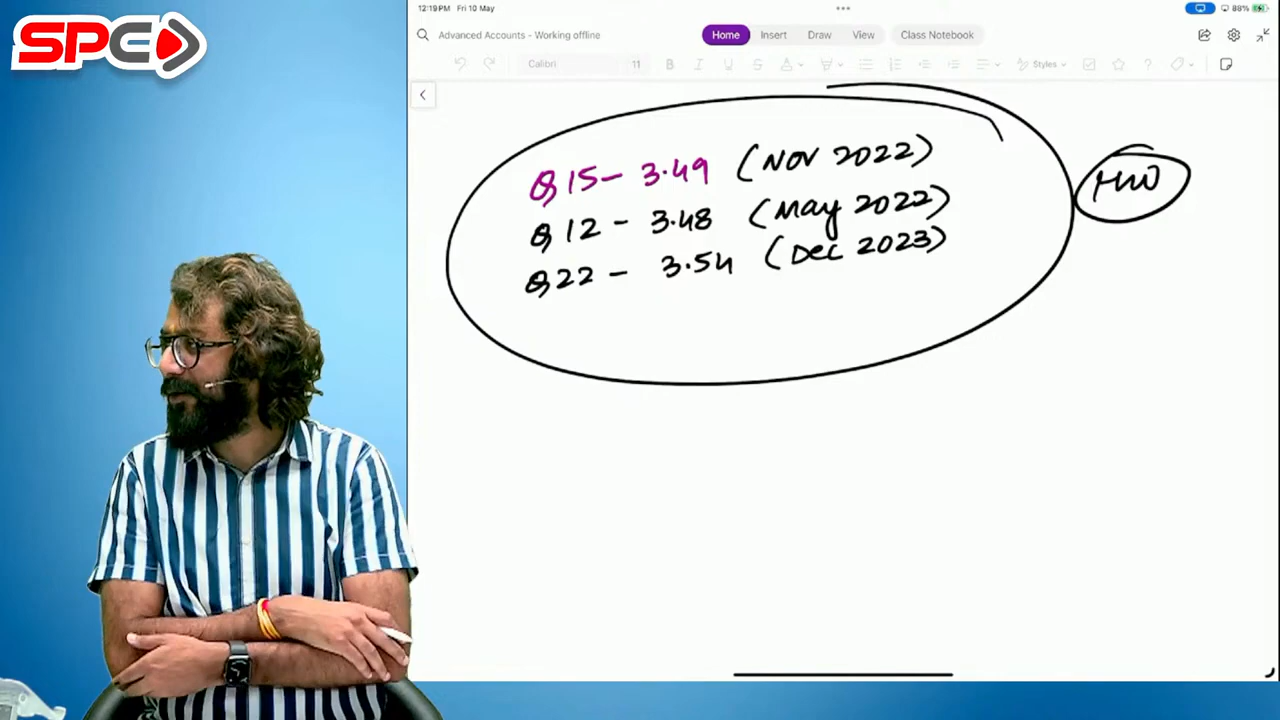 SPC
12:19 PM Fri 10 May
88%
Advanced Accounts - Working offline
Home Insert Draw View Class Notebook
Calibri 11 B I U S A Styles ?
Q15- 3.49 (Nov 2022)
Q12 - 3.48 (May 2022)
Q22 - 3.54 (Dec 2023)
HW